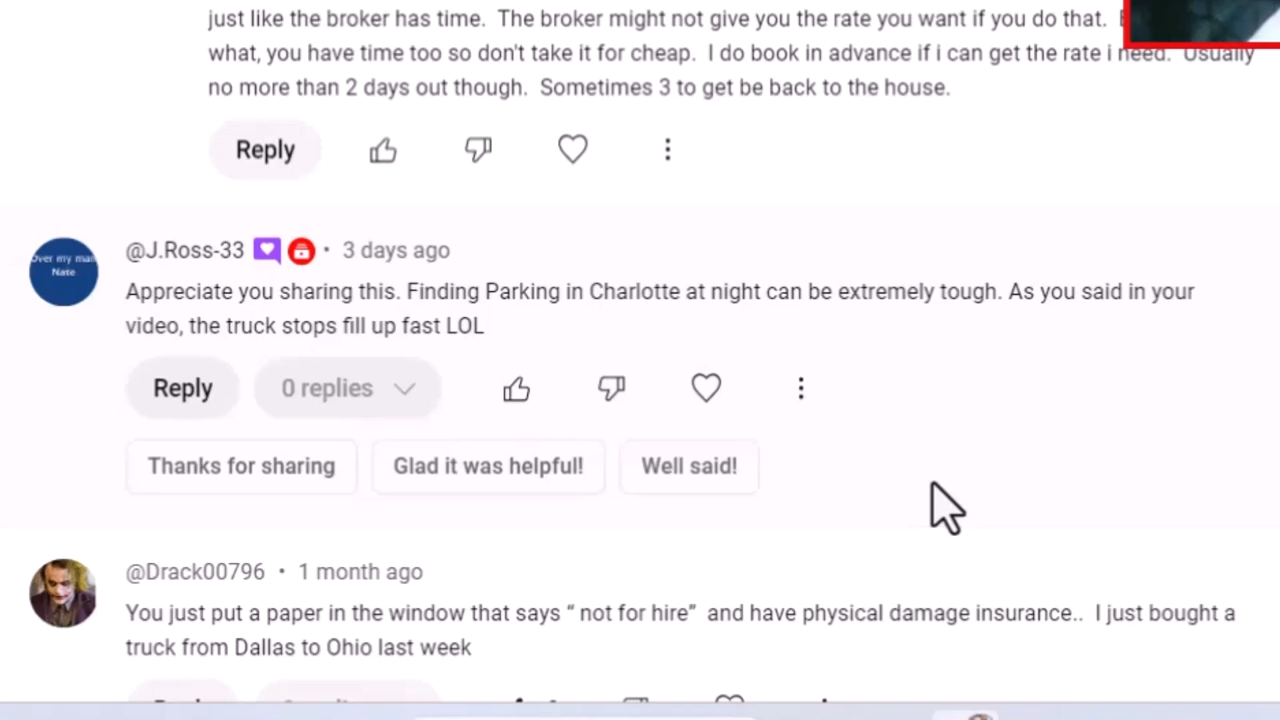 just like the broker has time.  The broker might not give you the rate you want if you do that.
what, you have time too so don't take it for cheap.  I do book in advance if i can get the rate i need.  Usually
no more than 2 days out though.  Sometimes 3 to get be back to the house.
Reply
@J.Ross-33 • 3 days ago
Over my man
Nate
Appreciate you sharing this. Finding Parking in Charlotte at night can be extremely tough. As you said in your
video, the truck stops fill up fast LOL
Reply 0 replies
Thanks for sharing Glad it was helpful! Well said!
@Drack00796 • 1 month ago
You just put a paper in the window that says “ not for hire”  and have physical damage insurance..  I just bought a
truck from Dallas to Ohio last week